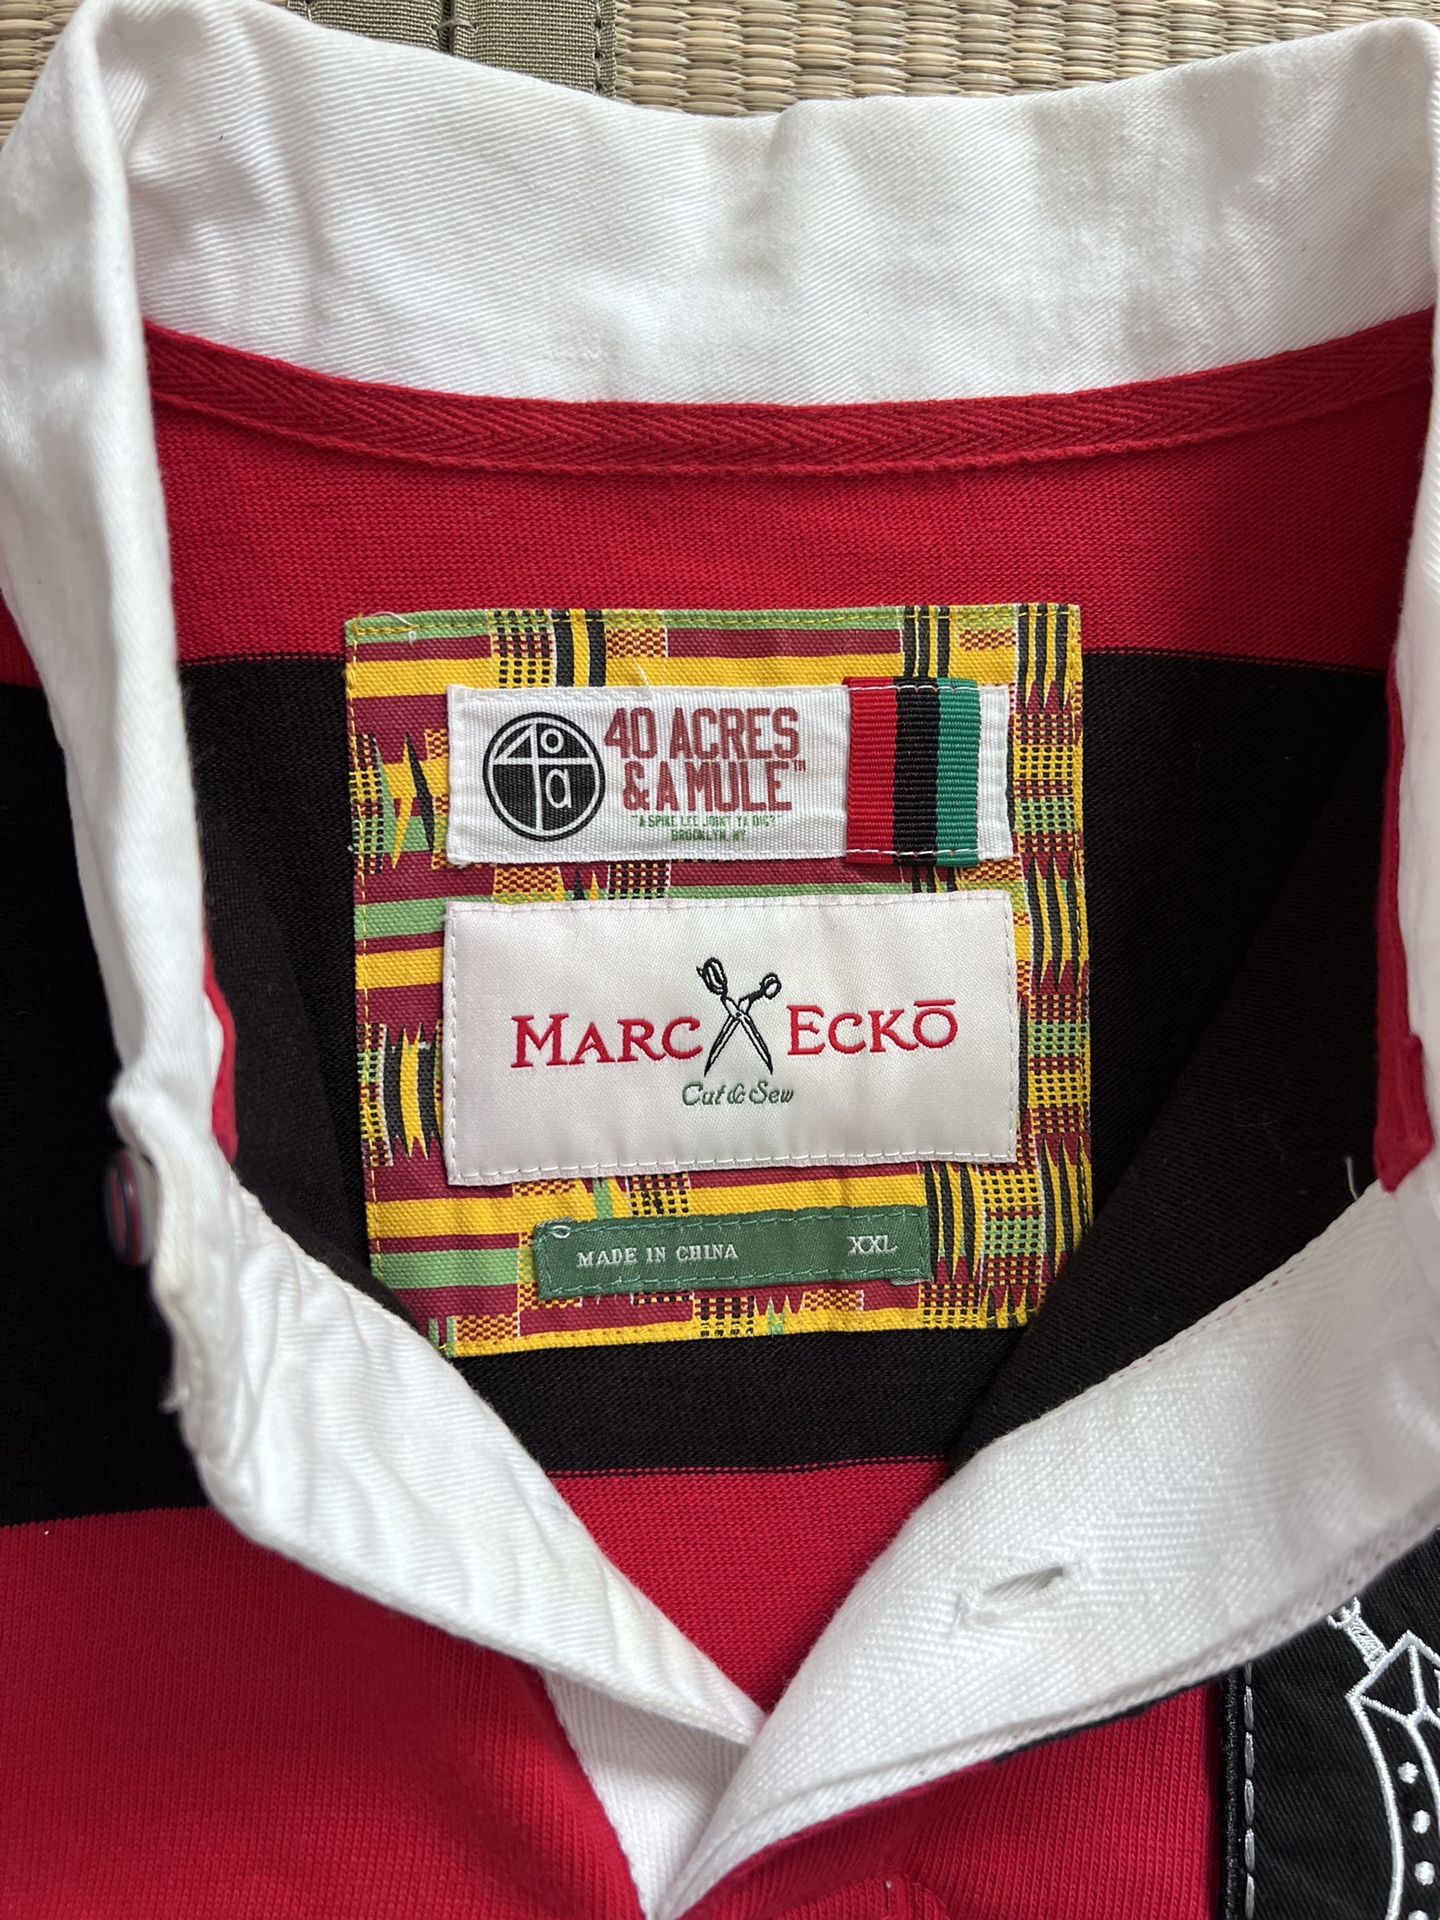 40 ACRES
& A MULE™
"A SPIKE LEE JOINT YA DIG?"
BROOKLYN, NY
MARC ECKŌ
Cut & Sew
MADE IN CHINA XXL